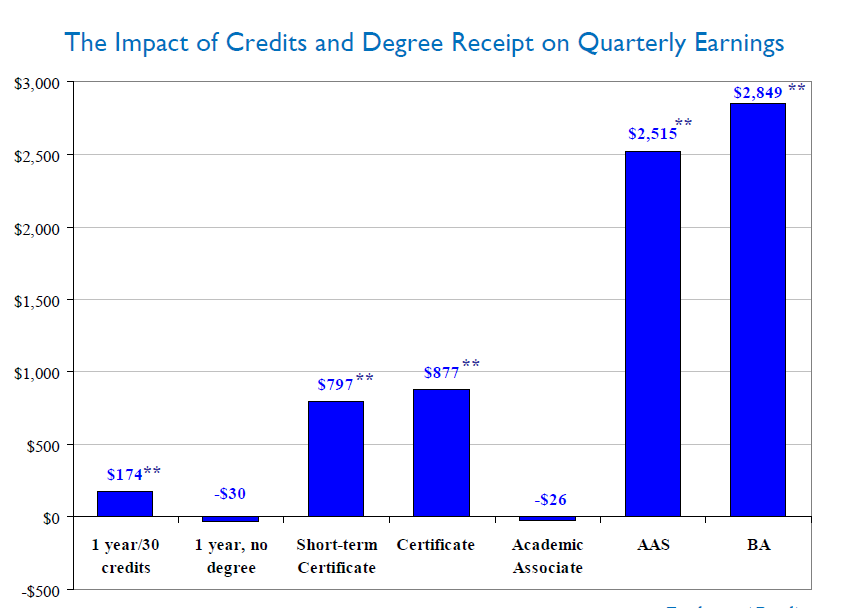 The Impact of Credits and Degree Receipt on Quarterly Earnings
$3,000
$2,500
$2,000
$1,500
$1,000
$500
$0
-$500
$174**
-$30
$797**
$877**
-$26
$2,515**
$2,849 **
1 year/30 credits
1 year, no degree
Short-term Certificate
Certificate
Academic Associate
AAS
BA